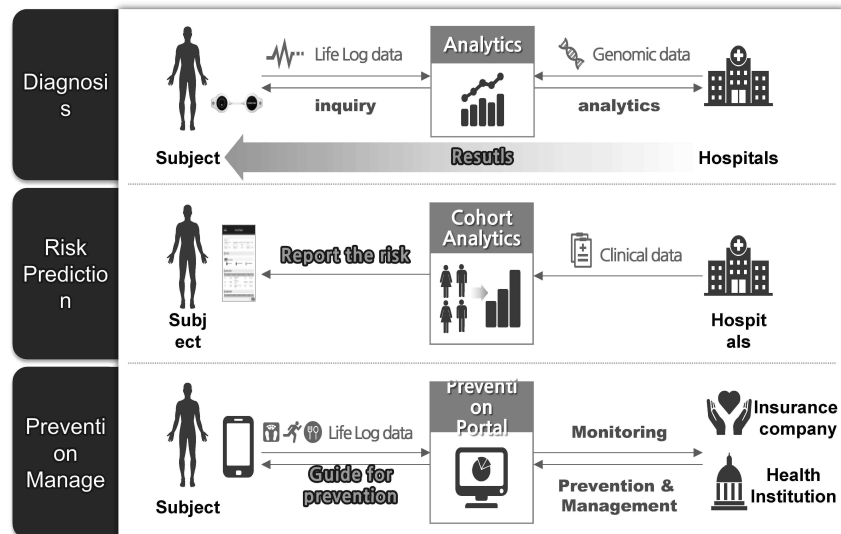 Diagnosi
s
Life Log data
inquiry
Analytics
Genomic data
analytics
Subject
Resutls
Hospitals
Risk
Predictio
n
Report the risk
Cohort
Analytics
Clinical data
Subj
ect
Hospit
als
Preventi
on
Manage
Life Log data
Guide for
prevention
Subject
Preventi
on
Portal
Monitoring
Prevention &
Management
Insurance
company
Health
Institution